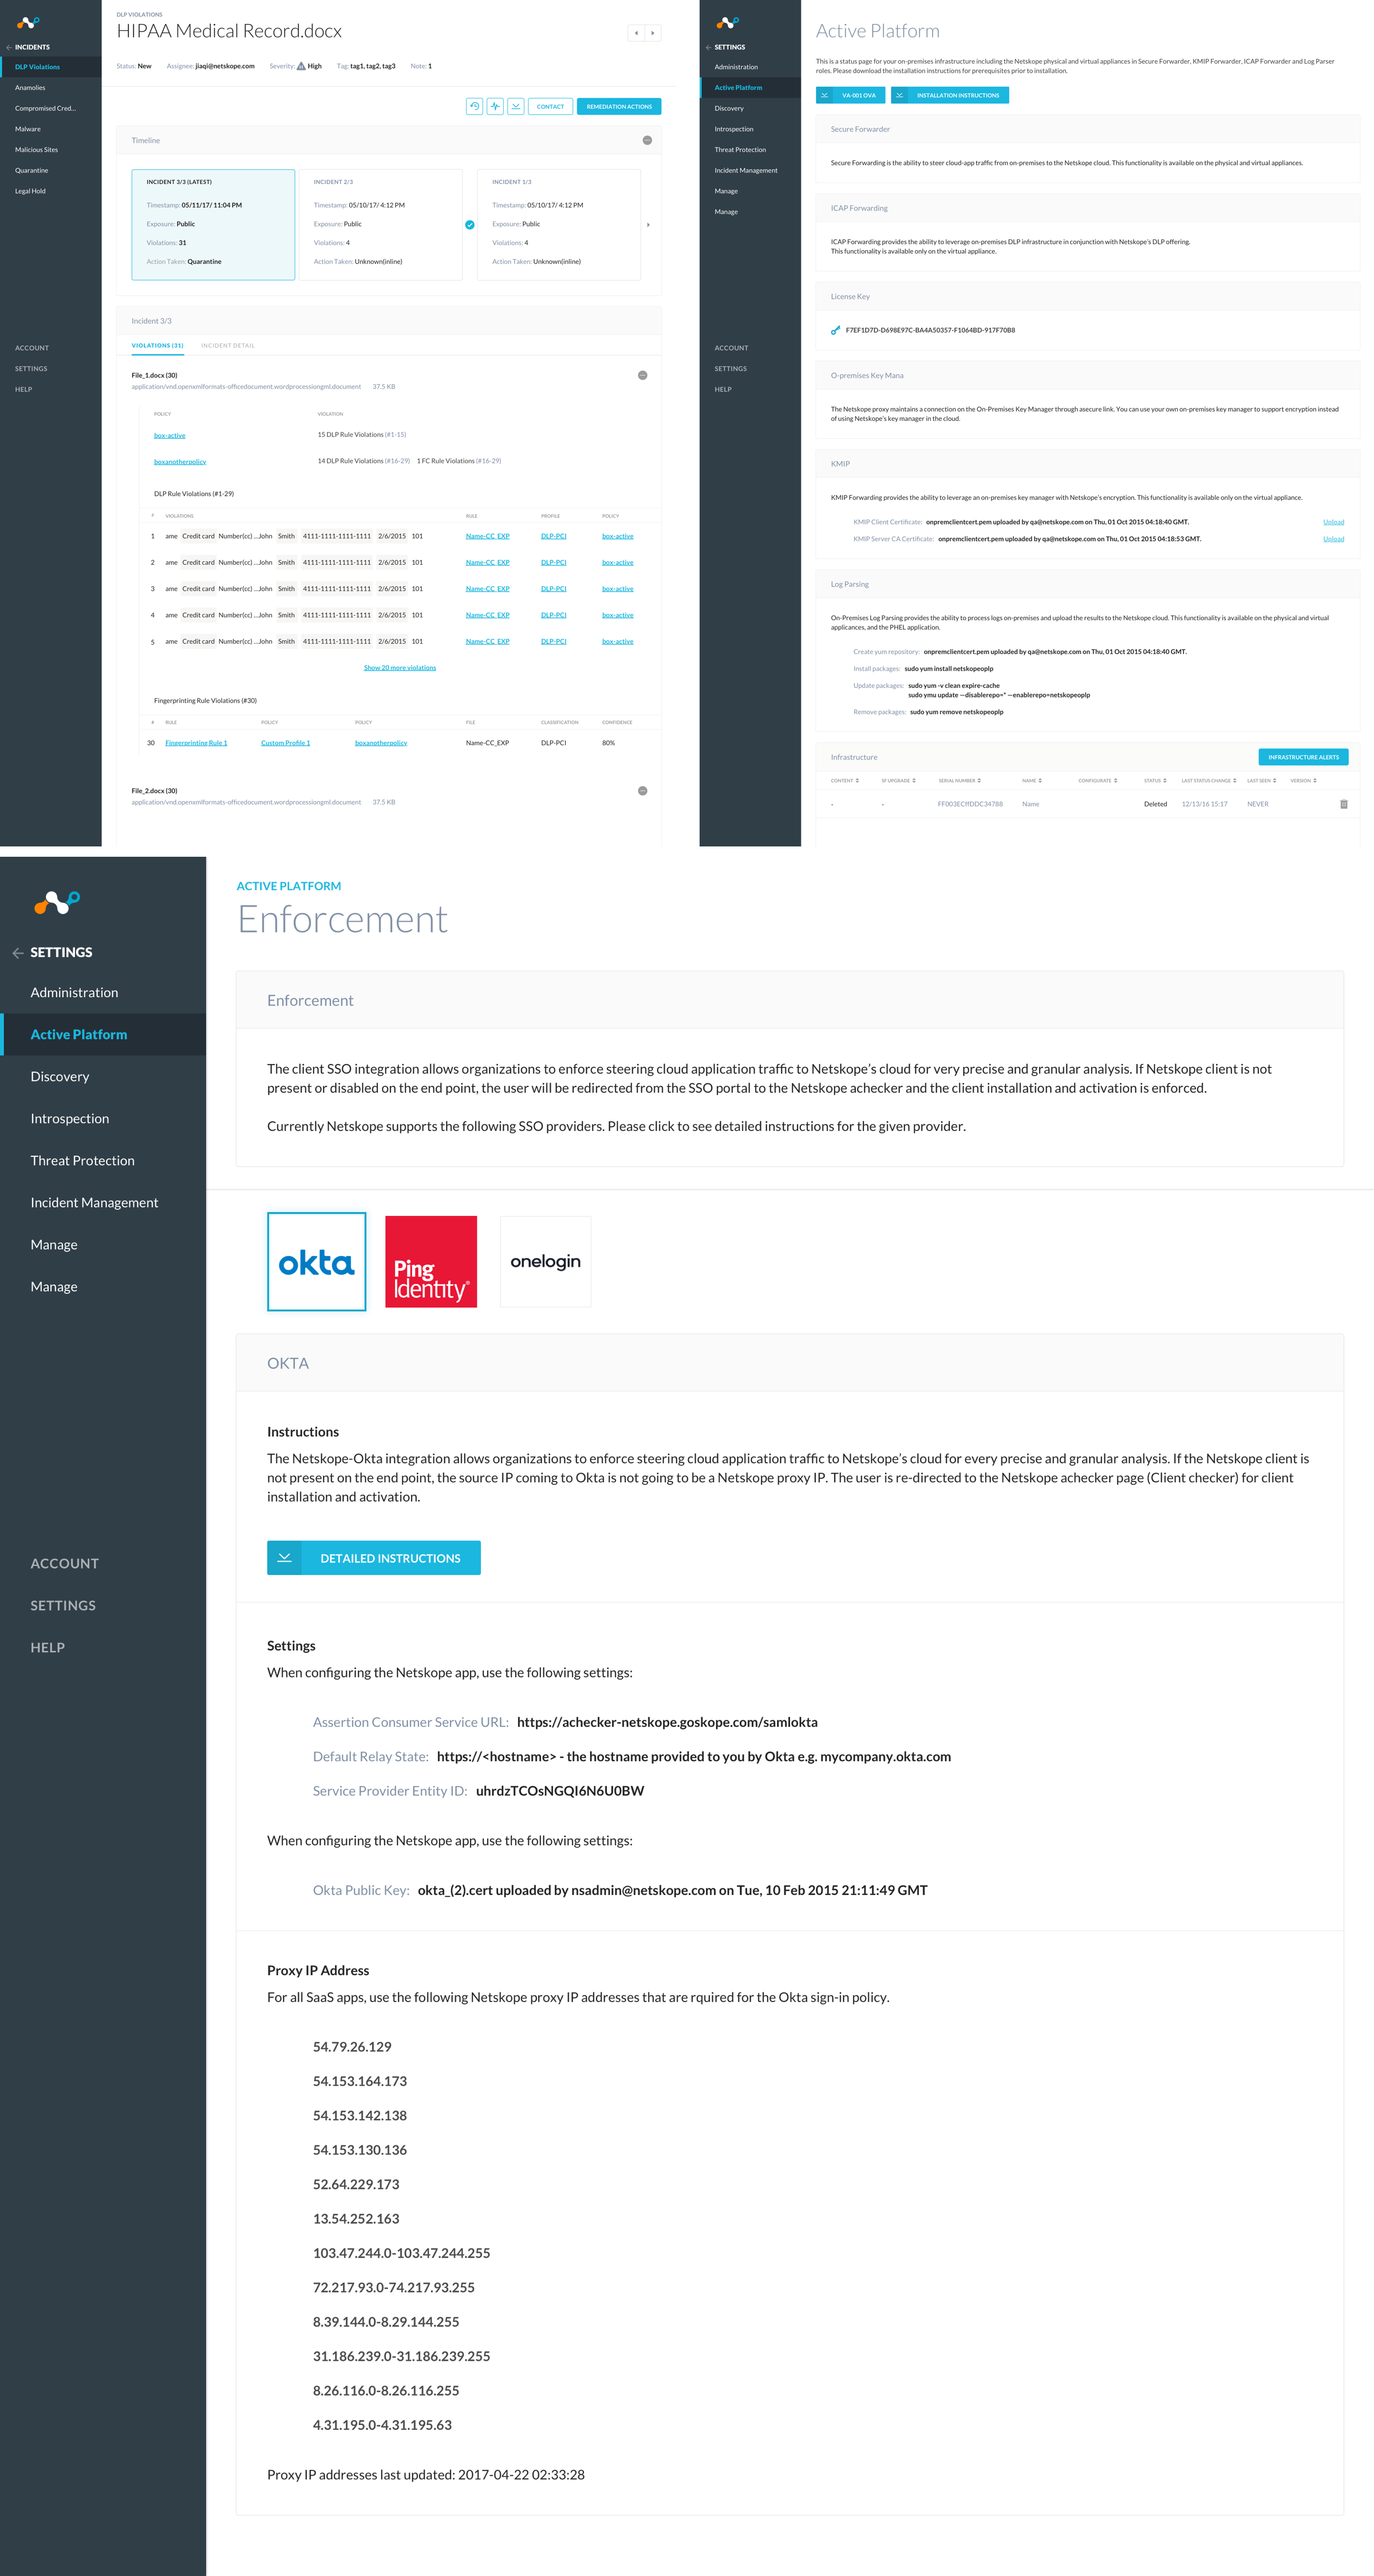 DLP VIOLATIONS
HIPAA Medical Record.docx
INCIDENTS
DLP Violations
Anamolies
Compromised Cred...
Malware
Malicious Sites
Quarantine
Legal Hold
ACCOUNT
SETTINGS
HELP
Status: New Assignee: jiaqi@netskope.com Severity: High Tag: tag1, tag2, tag3 Note: 1
CONTACT REMEDIATION ACTIONS
Timeline
INCIDENT 3/3 (LATEST)
Timestamp: 05/11/17/ 11:04 PM
Exposure: Public
Violations: 31
Action Taken: Quarantine
INCIDENT 2/3
Timestamp: 05/10/17/ 4:12 PM
Exposure: Public
Violations: 4
Action Taken: Unknown(inline)
INCIDENT 1/3
Timestamp: 05/10/17/ 4:12 PM
Exposure: Public
Violations: 4
Action Taken: Unknown(inline)
Incident 3/3
VIOLATIONS (31) INCIDENT DETAIL
File_1.docx (30)
application/vnd.openxmlformats-officedocument.wordprocessingml.document 37.5 KB
POLICY VIOLATION
box-active 15 DLP Rule Violations (#1-15)
boxanotherpolicy 14 DLP Rule Violations (#16-29) 1 FC Rule Violations (#16-29)
DLP Rule Violations (#1-29)
# VIOLATIONS RULE PROFILE POLICY
1 ame Credit card Number(cc) ...John Smith 4111-1111-1111-1111 2/6/2015 101 Name-CC_EXP DLP-PCI box-active
2 ame Credit card Number(cc) ...John Smith 4111-1111-1111-1111 2/6/2015 101 Name-CC_EXP DLP-PCI box-active
3 ame Credit card Number(cc) ...John Smith 4111-1111-1111-1111 2/6/2015 101 Name-CC_EXP DLP-PCI box-active
4 ame Credit card Number(cc) ...John Smith 4111-1111-1111-1111 2/6/2015 101 Name-CC_EXP DLP-PCI box-active
5 ame Credit card Number(cc) ...John Smith 4111-1111-1111-1111 2/6/2015 101 Name-CC_EXP DLP-PCI box-active
Show 20 more violations
Fingerprinting Rule Violations (#30)
# RULE POLICY POLICY FILE CLASSIFICATION CONFIDENCE
30 Fingerprinting Rule 1 Custom Profile 1 boxanotherpolicy Name-CC_EXP DLP-PCI 80%
File_2.docx (30)
application/vnd.openxmlformats-officedocument.wordprocessingml.document 37.5 KB
SETTINGS
Administration
Active Platform
Discovery
Introspection
Threat Protection
Incident Management
Manage
Manage
ACCOUNT
SETTINGS
HELP
Active Platform
This is a status page for your on-premises infrastructure including the Netskope physical and virtual appliances in Secure Forwarder, KMIP Forwarder, ICAP Forwarder and Log Parser
roles. Please download the installation instructions for prerequisites prior to installation.
VA-001 OVA INSTALLATION INSTRUCTIONS
Secure Forwarder
Secure Forwarding is the ability to steer cloud-app traffic from on-premises to the Netskope cloud. This functionality is available on the physical and virtual appliances.
ICAP Forwarding
ICAP Forwarding provides the ability to leverage on-premises DLP infrastructure in conjunction with Netskope's DLP offering.
This functionality is available only on the virtual appliance.
License Key
F7EF1D7D-D698E97C-BA4A50357-F1064BD-917F70B8
O-premises Key Mana
The Netskope proxy maintains a connection on the On-Premises Key Manager through asecure link. You can use your own on-premises key manager to support encryption instead
of using Netskope's key manager in the cloud.
KMIP
KMIP Forwarding provides the ability to leverage an on-premises key manager with Netskope's encryption. This functionality is available only on the virtual appliance.
KMIP Client Certificate: onpremclientcert.pem uploaded by qa@netskope.com on Thu, 01 Oct 2015 04:18:40 GMT. Upload
KMIP Server CA Certificate: onpremclientcert.pem uploaded by qa@netskope.com on Thu, 01 Oct 2015 04:18:53 GMT. Upload
Log Parsing
On-Premises Log Parsing provides the ability to process logs on-premises and upload the results to the Netskope cloud. This functionality is available on the physical and virtual
applicances, and the PHEL application.
Create yum repository: onpremclientcert.pem uploaded by qa@netskope.com on Thu, 01 Oct 2015 04:18:40 GMT.
Install packages: sudo yum install netskopeoplp
Update packages: sudo yum -v clean expire-cache
sudo ymu update —disablerepo=* —enablerepo=netskopeoplp
Remove packages: sudo yum remove netskopeoplp
Infrastructure INFRASTRUCTURE ALERTS
CONTENT SF UPGRADE SERIAL NUMBER NAME CONFIGURATE STATUS LAST STATUS CHANGE LAST SEEN VERSION
- - FF003ECffDDC34788 Name Deleted 12/13/16 15:17 NEVER
SETTINGS
Administration
Active Platform
Discovery
Introspection
Threat Protection
Incident Management
Manage
Manage
ACCOUNT
SETTINGS
HELP
ACTIVE PLATFORM
Enforcement
Enforcement
The client SSO integration allows organizations to enforce steering cloud application traffic to Netskope's cloud for very precise and granular analysis. If Netskope client is not
present or disabled on the end point, the user will be redirected from the SSO portal to the Netskope achecker and the client installation and activation is enforced.
Currently Netskope supports the following SSO providers. Please click to see detailed instructions for the given provider.
okta
Ping
Identity®
onelogin
OKTA
Instructions
The Netskope-Okta integration allows organizations to enforce steering cloud application traffic to Netskope's cloud for every precise and granular analysis. If the Netskope client is
not present on the end point, the source IP coming to Okta is not going to be a Netskope proxy IP. The user is re-directed to the Netskope achecker page (Client checker) for client
installation and activation.
DETAILED INSTRUCTIONS
Settings
When configuring the Netskope app, use the following settings:
Assertion Consumer Service URL: https://achecker-netskope.goskope.com/samlokta
Default Relay State: https://<hostname> - the hostname provided to you by Okta e.g. mycompany.okta.com
Service Provider Entity ID: uhrdzTCOsNGQI6N6U0BW
When configuring the Netskope app, use the following settings:
Okta Public Key: okta_(2).cert uploaded by nsadmin@netskope.com on Tue, 10 Feb 2015 21:11:49 GMT
Proxy IP Address
For all SaaS apps, use the following Netskope proxy IP addresses that are rquired for the Okta sign-in policy.
54.79.26.129
54.153.164.173
54.153.142.138
54.153.130.136
52.64.229.173
13.54.252.163
103.47.244.0-103.47.244.255
72.217.93.0-74.217.93.255
8.39.144.0-8.29.144.255
31.186.239.0-31.186.239.255
8.26.116.0-8.26.116.255
4.31.195.0-4.31.195.63
Proxy IP addresses last updated: 2017-04-22 02:33:28